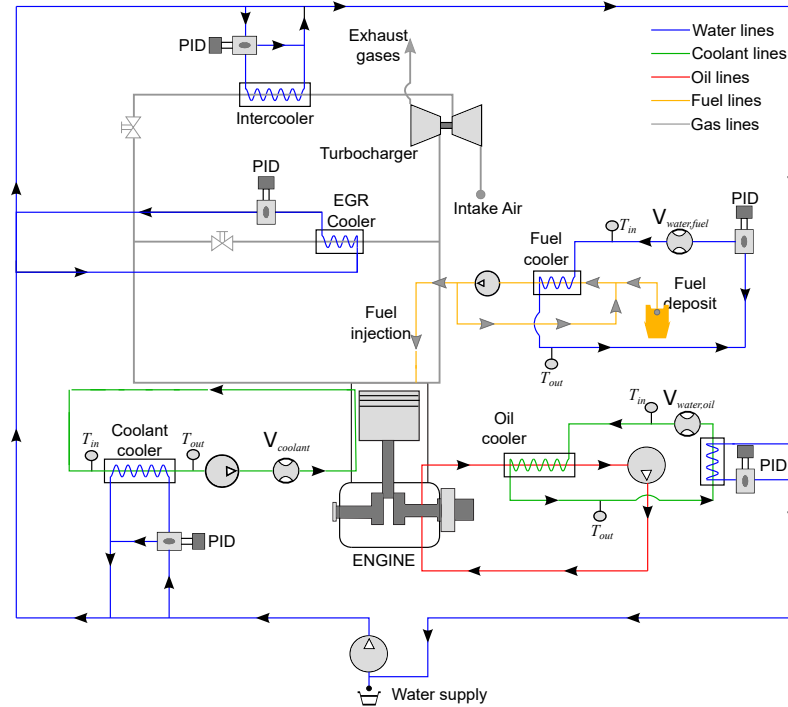 Exhaust
gases
PID
Water lines
Coolant lines
Oil lines
Fuel lines
Gas lines
Intercooler
Turbocharger
PID
EGR
Cooler
Intake Air
PID
T_in
V_water,fuel
Fuel
cooler
Fuel
deposit
Fuel
injection
T_out
T_in
V_water,oil
Coolant
cooler
T_in
T_out
V_coolant
Oil
cooler
PID
T_out
PID
ENGINE
Water supply